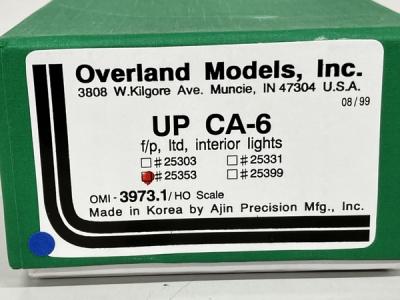 Overland Models, Inc.
3808 W.Kilgore Ave. Muncie, IN 47304 U.S.A.
08/99
UP CA-6
f/p, ltd, interior lights
#25303 #25331
#25353 #25399
OMI-3973.1/HO Scale
Made in Korea by Ajin Precision Mfg., Inc.